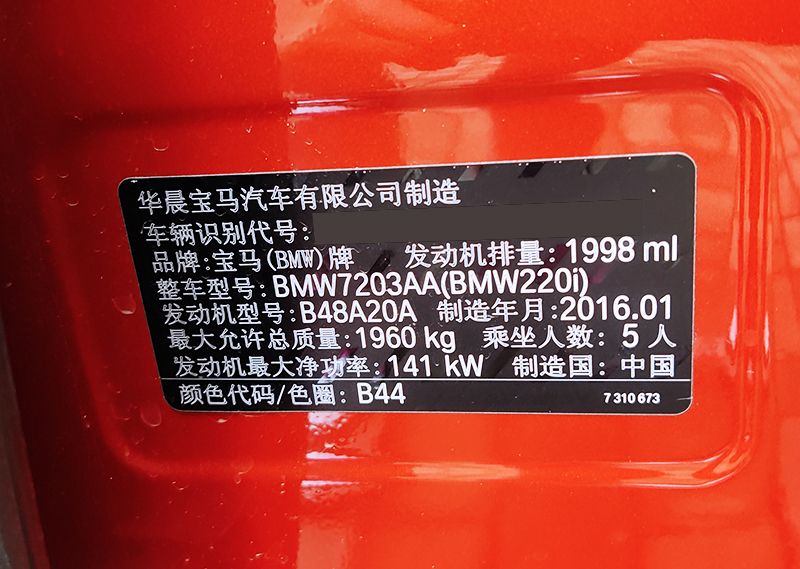 华晨宝马汽车有限公司制造
车辆识别代号:
品牌:宝马(BMW)牌 发动机排量:1998 ml
整车型号:BMW7203AA(BMW220i)
发动机型号:B48A20A 制造年月:2016.01
最大允许总质量:1960 kg 乘坐人数: 5 人
发动机最大净功率:141 kW 制造国: 中国
颜色代码/色圈: B44 7 310 673